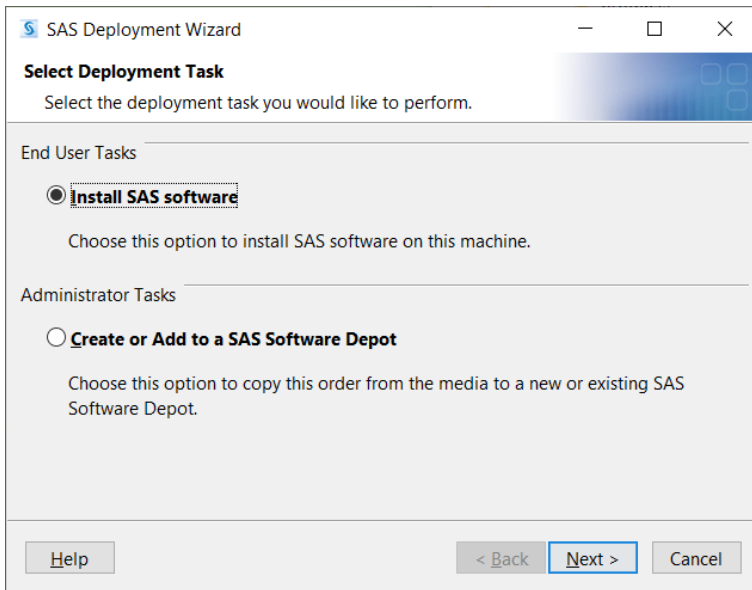 SAS Deployment Wizard
Select Deployment Task
Select the deployment task you would like to perform.
End User Tasks
Install SAS software
Choose this option to install SAS software on this machine.
Administrator Tasks
Create or Add to a SAS Software Depot
Choose this option to copy this order from the media to a new or existing SAS
Software Depot.
Help < Back Next > Cancel